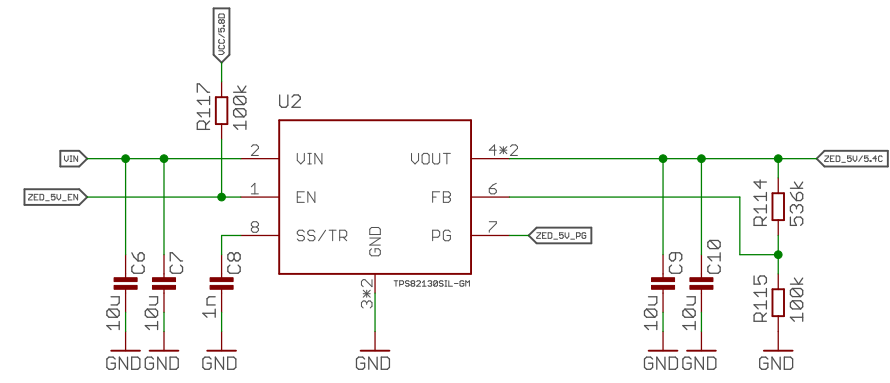 VCC/5.8D
R117
100k
U2
VIN
2
VIN
VOUT
4*2
ZED_5V/5.4C
ZED_5V_EN
1
EN
FB
6
R114
536k
8
SS/TR
GND
PG
7
ZED_5V_PG
TPS82130SIL-GM
3*2
C6
10u
C7
10u
C8
1n
C9
10u
C10
10u
R115
100k
GND
GND
GND
GND
GND
GND
GND